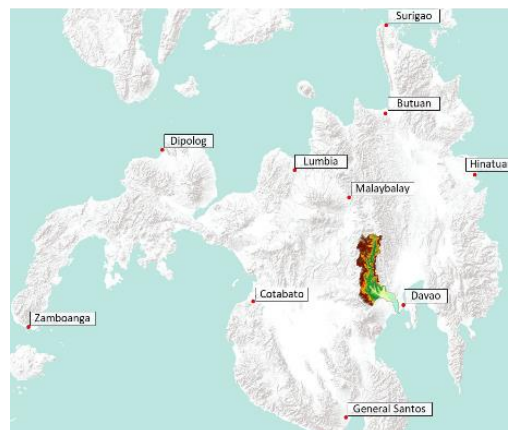 Surigao
Butuan
Dipolog
Lumbia
Hinatua
Malaybalay
Cotabato
Davao
Zamboanga
General Santos